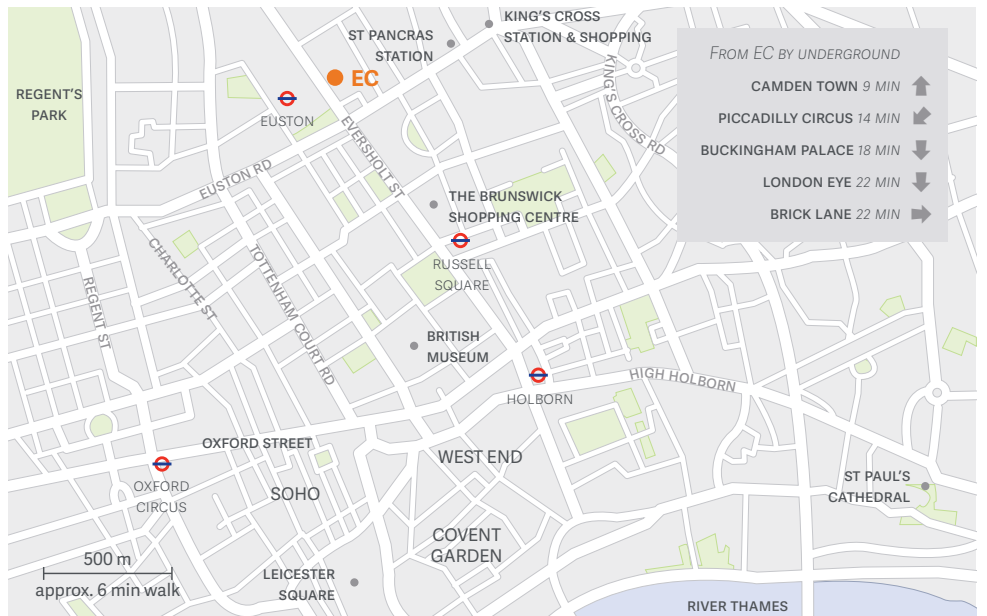 KING'S CROSS
STATION & SHOPPING
ST PANCRAS
STATION
FROM EC BY UNDERGROUND
CAMDEN TOWN 9 MIN
PICCADILLY CIRCUS 14 MIN
BUCKINGHAM PALACE 18 MIN
LONDON EYE 22 MIN
BRICK LANE 22 MIN
EC
REGENT'S
PARK
EUSTON
KING'S CROSS RD
EVERSHOLT ST
EUSTON RD
THE BRUNSWICK
SHOPPING CENTRE
RUSSELL
SQUARE
CHARLOTTE ST
TOTTENHAM COURT RD
REGENT ST
BRITISH
MUSEUM
HIGH HOLBORN
HOLBORN
OXFORD STREET
WEST END
OXFORD
CIRCUS
SOHO
ST PAUL'S
CATHEDRAL
COVENT
GARDEN
500 m
approx. 6 min walk
LEICESTER
SQUARE
RIVER THAMES